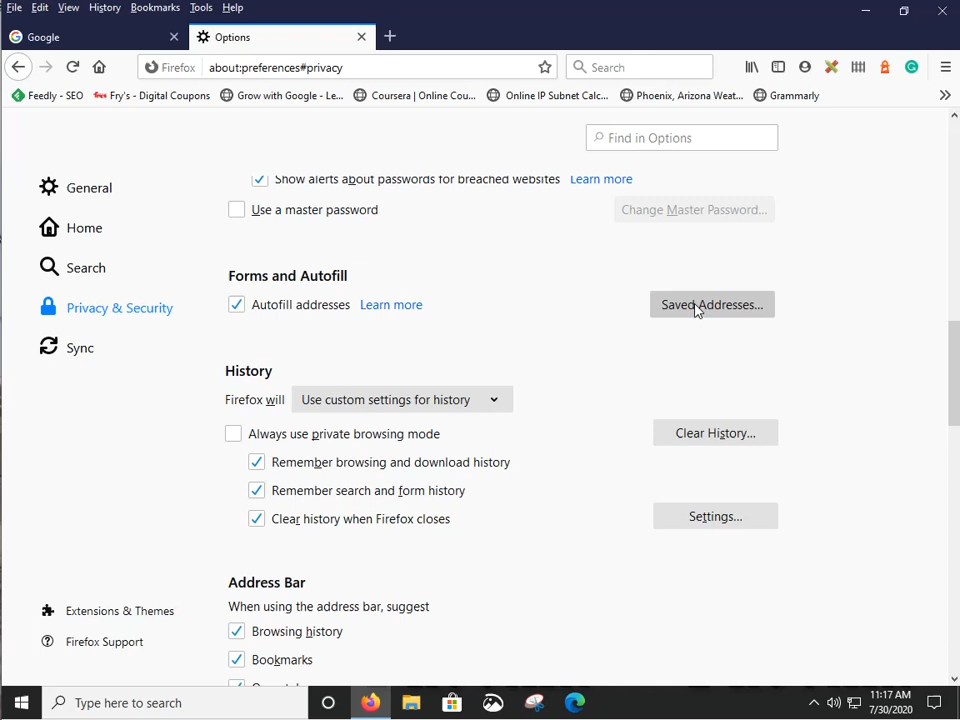 File Edit View History Bookmarks Tools Help
Google Options
Firefox about:preferences#privacy Search
Feedly - SEO Fry's - Digital Coupons Grow with Google - Le... Coursera | Online Cou... Online IP Subnet Calc... Phoenix, Arizona Weat... Grammarly
Find in Options
Show alerts about passwords for breached websites Learn more
General
Use a master password Change Master Password...
Home
Search
Forms and Autofill
Autofill addresses Learn more Saved Addresses...
Privacy & Security
Sync
History
Firefox will Use custom settings for history
Always use private browsing mode Clear History...
Remember browsing and download history
Remember search and form history
Clear history when Firefox closes Settings...
Address Bar
When using the address bar, suggest
Extensions & Themes
Browsing history
Firefox Support
Bookmarks
Type here to search
11:17 AM
7/30/2020